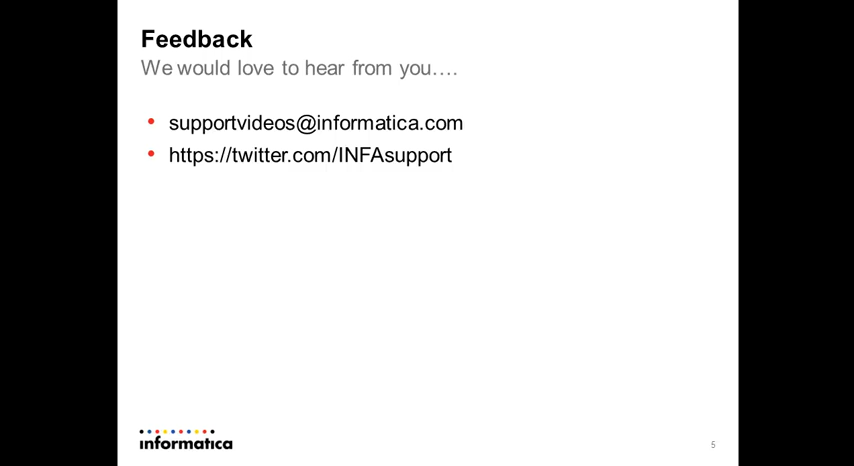 Feedback
We would love to hear from you….
• supportvideos@informatica.com
• https://twitter.com/INFAsupport
informatica
5